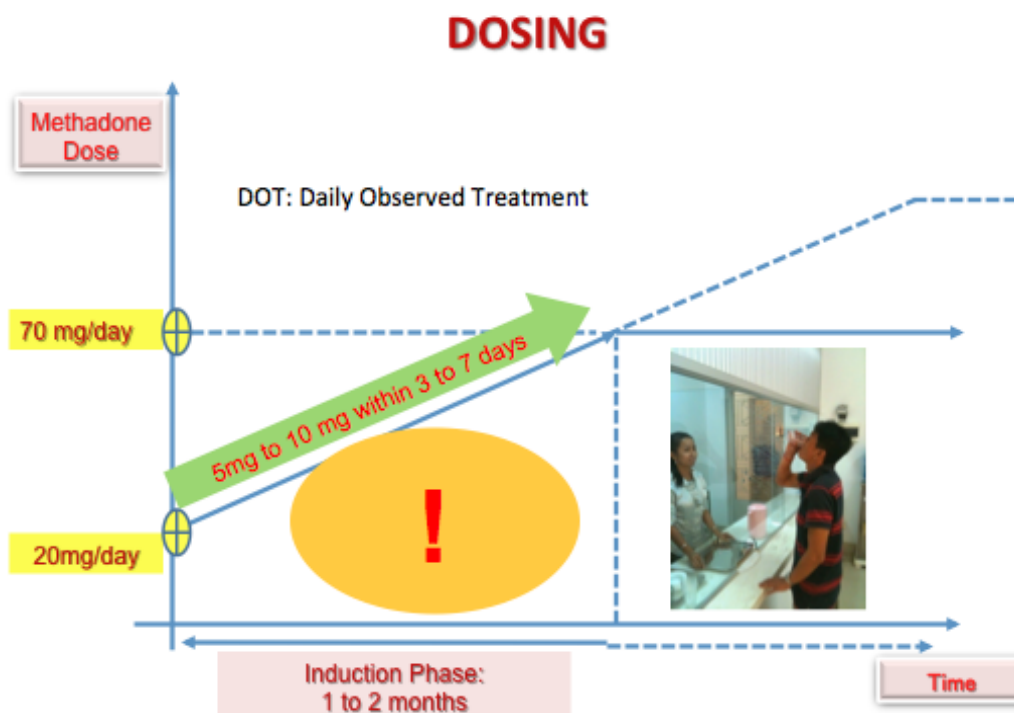 DOSING
Methadone
Dose
DOT: Daily Observed Treatment
70 mg/day
5mg to 10 mg within 3 to 7 days
!
20mg/day
Induction Phase:
1 to 2 months
Time